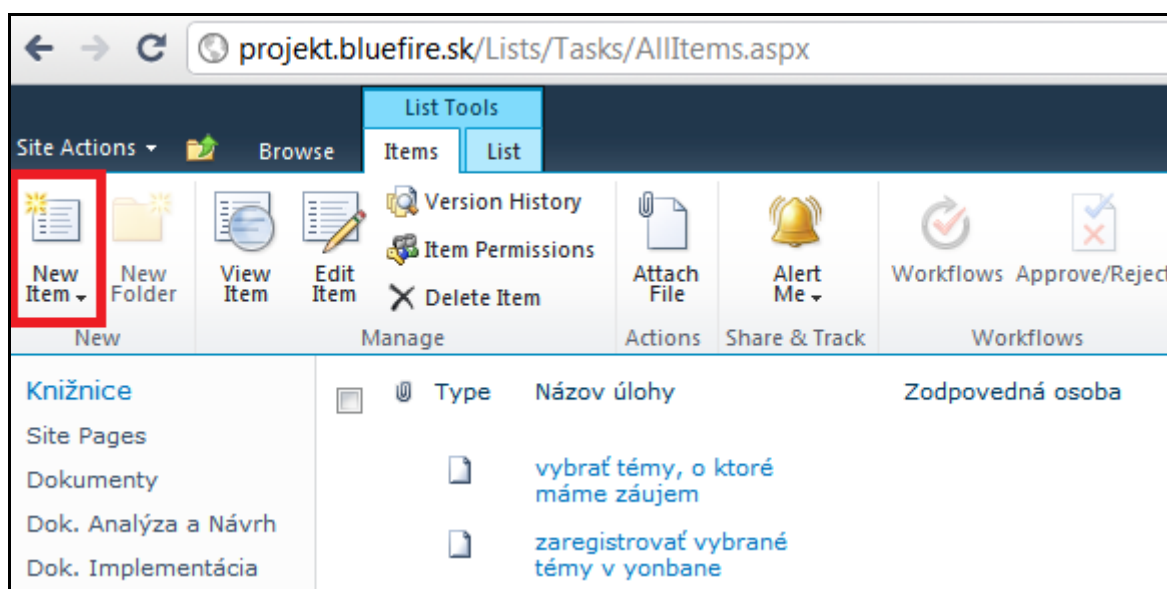 projekt.bluefire.sk/Lists/Tasks/AllItems.aspx
List Tools
Site Actions
Browse
Items
List
New Item
New Folder
View Item
Edit Item
Version History
Item Permissions
Delete Item
Attach File
Alert Me
Workflows
Approve/Reject
New
Manage
Actions
Share & Track
Workflows
Knižnice
Site Pages
Dokumenty
Dok. Analýza a Návrh
Dok. Implementácia
Type
Názov úlohy
Zodpovedná osoba
vybrať témy, o ktoré
máme záujem
zaregistrovať vybrané
témy v yonbane